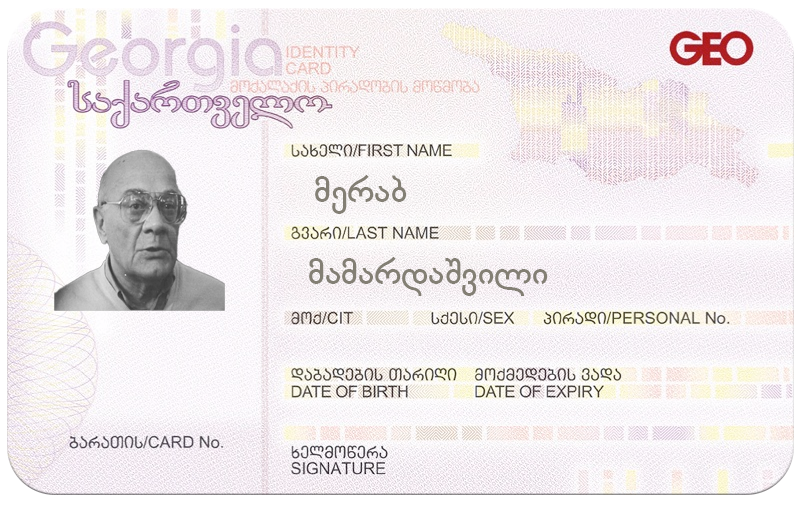 Georgia
IDENTITY
CARD
GEO
მოქალაქის პირადობის მოწმობა
საქართველო
სახელი/FIRST NAME
მერაბ
გვარი/LAST NAME
მამარდაშვილი
მოქ/CIT სქესი/SEX პირადი/PERSONAL No.
დაბადების თარიღი მოქმედების ვადა
DATE OF BIRTH DATE OF EXPIRY
ბარათის/CARD No.
ხელმოწერა
SIGNATURE